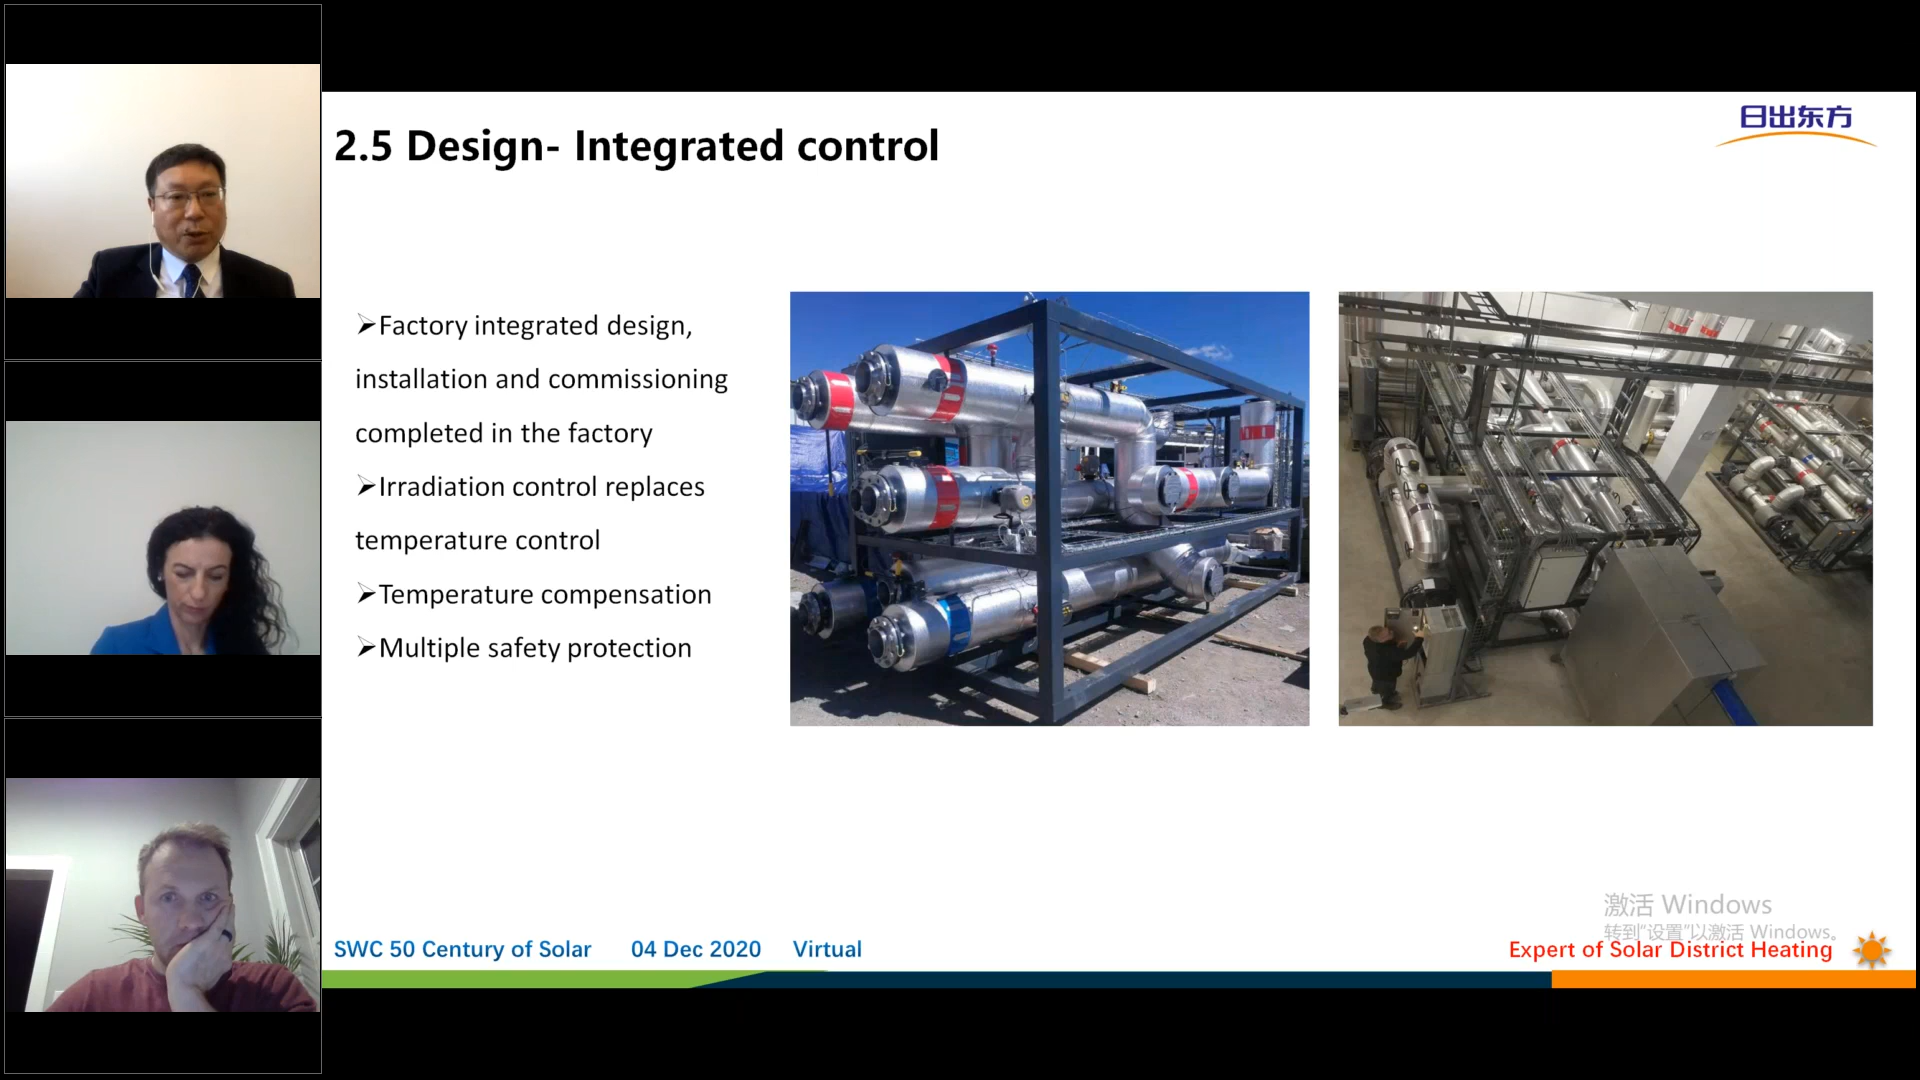 2.5 Design- Integrated control
日出东方
➢Factory integrated design,
installation and commissioning
completed in the factory
➢Irradiation control replaces
temperature control
➢Temperature compensation
➢Multiple safety protection
激活 Windows
转到"设置"以激活 Windows。
SWC 50 Century of Solar 04 Dec 2020 Virtual
Expert of Solar District Heating